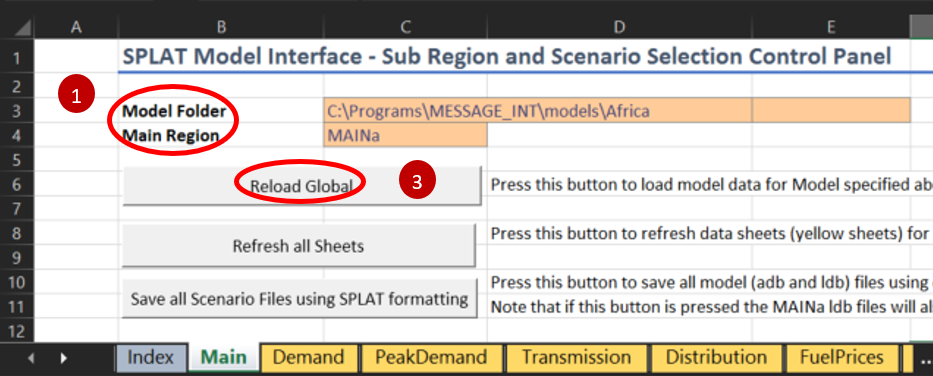 A B C D E
1 SPLAT Model Interface - Sub Region and Scenario Selection Control Panel
2
1
3 Model Folder C:\Programs\MESSAGE_INT\models\Africa
4 Main Region MAINa
5
6 Reload Global 3 Press this button to load model data for Model specified ab
7
8 Refresh all Sheets Press this button to refresh data sheets (yellow sheets) for
9
10 Press this button to save all model (adb and ldb) files using
Save all Scenario Files using SPLAT formatting
11 Note that if this button is pressed the MAINa ldb files will al
12
Index Main Demand PeakDemand Transmission Distribution FuelPrices ...